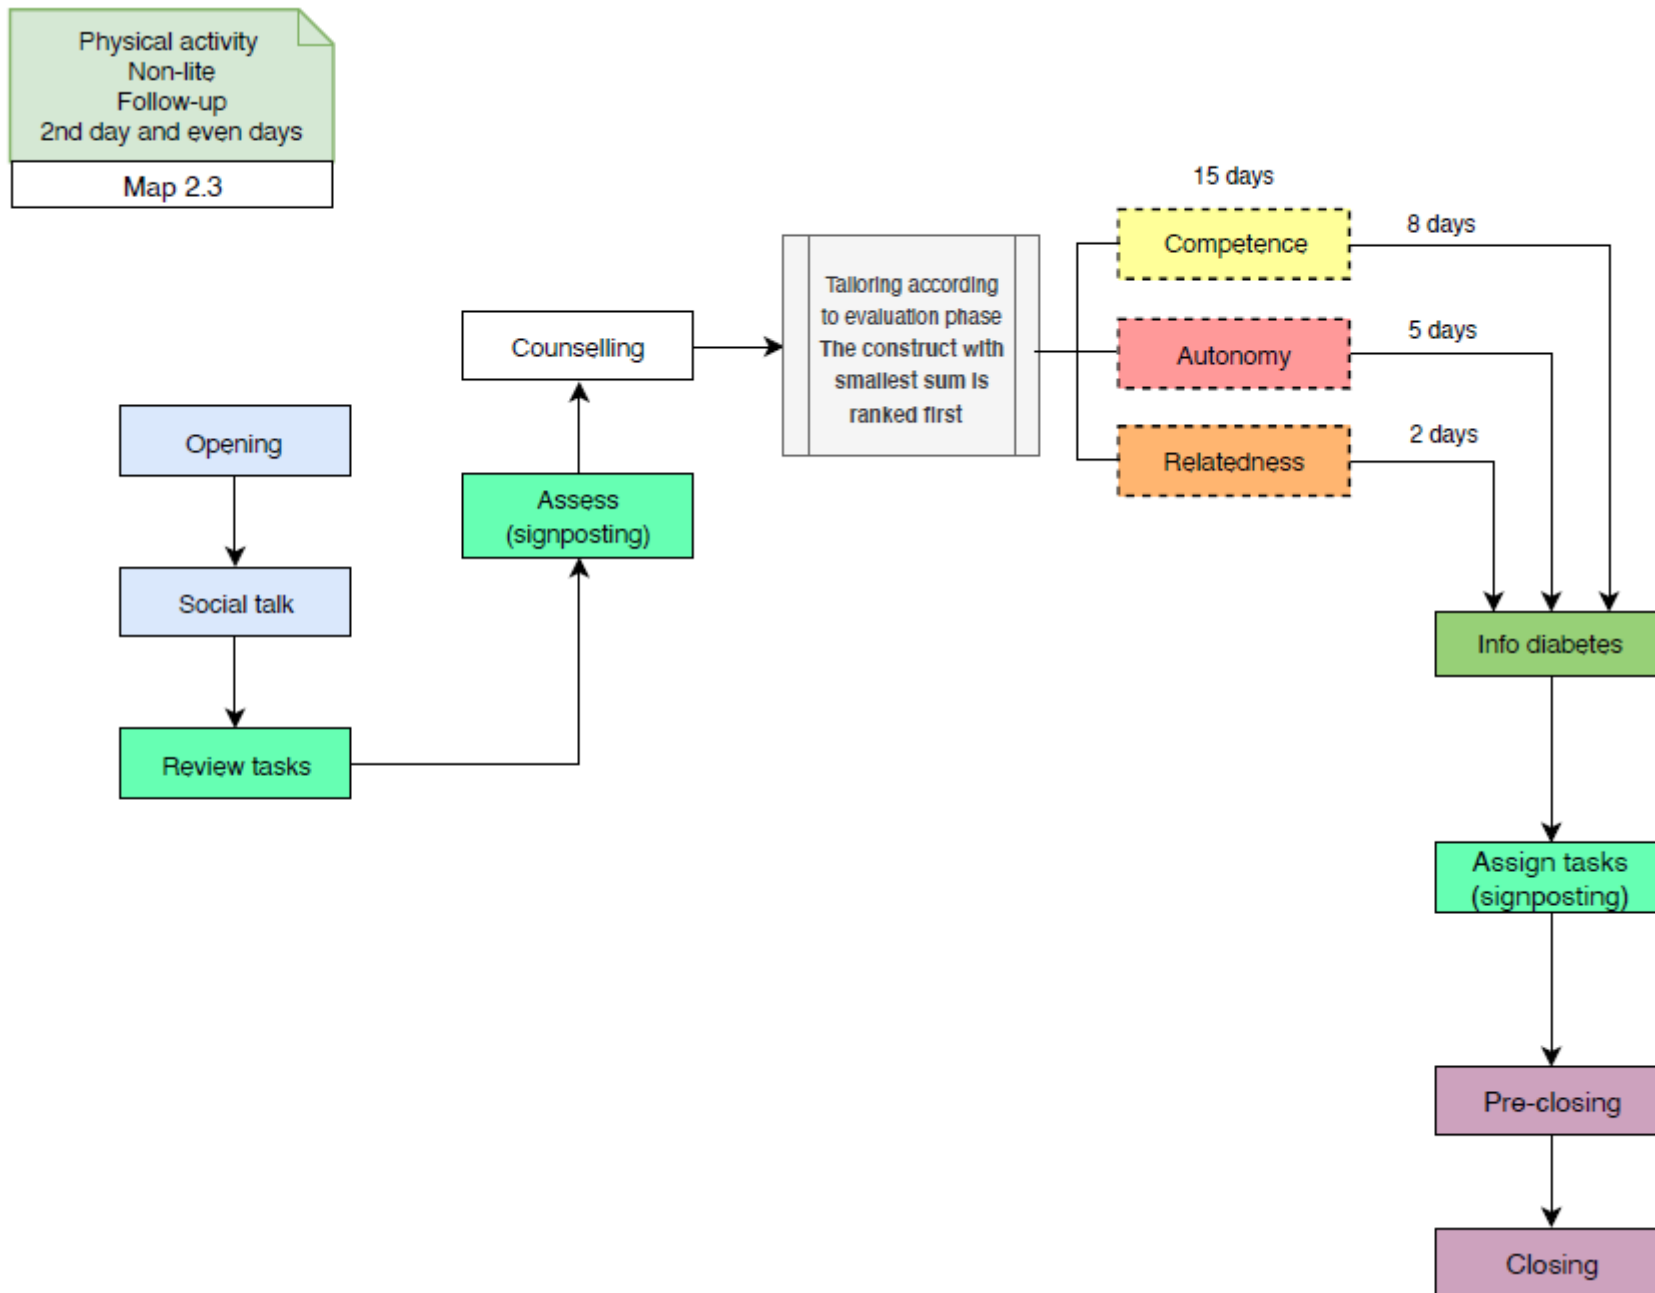 Physical activity
Non-lite
Follow-up
2nd day and even days
Map 2.3
Opening
Social talk
Review tasks
Assess
(signposting)
Counselling
Tailoring according
to evaluation phase
The construct with
smallest sum is
ranked first
15 days
Competence
8 days
Autonomy
5 days
Relatedness
2 days
Info diabetes
Assign tasks
(signposting)
Pre-closing
Closing